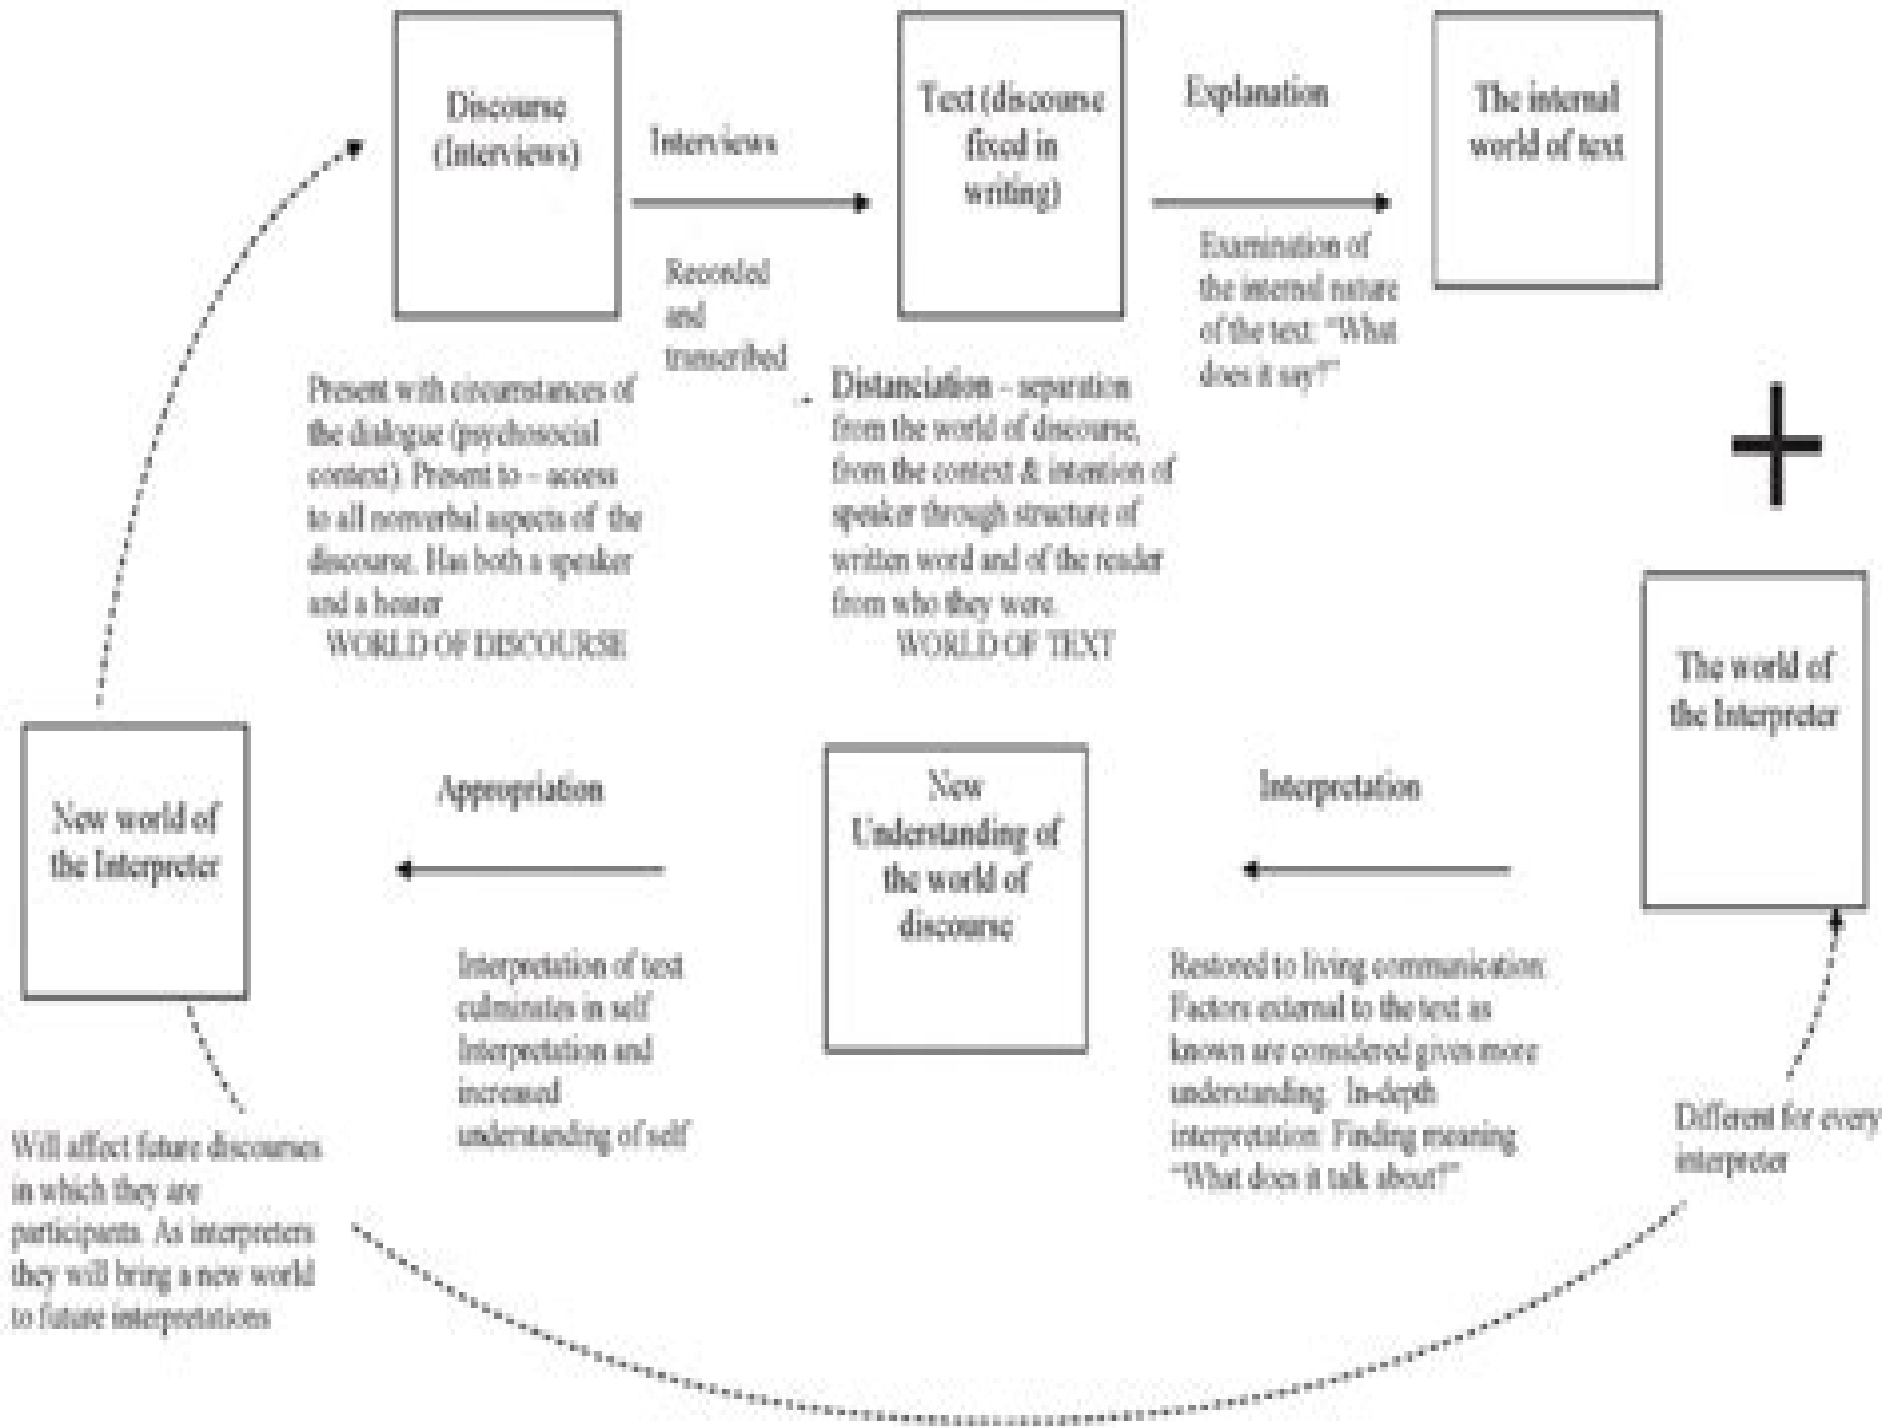 Discourse
(Interviews)
Interviews
Recorded
and
transcribed
Text (discourse
fixed in
writing)
Explanation
Examination of
the internal nature
of the text: "What
does it say?"
The internal
world of text
Present with circumstances of
the dialogue (psychosocial
context). Present to – access
to all nonverbal aspects of the
discourse. Has both a speaker
and a hearer
WORLD OF DISCOURSE
Distanciation – separation
from the world of discourse,
from the context & intention of
speaker through structure of
written word and of the reader
from who they were.
WORLD OF TEXT
+
The world of
the Interpreter
Different for every
interpreter
Interpretation
Restored to living communication:
Factors external to the text as
known are considered gives more
understanding. In-depth
interpretation: Finding meaning
"What does it talk about?"
New
Understanding of
the world of
discourse
Appropriation
Interpretation of text
culminates in self
Interpretation and
increased
understanding of self
New world of
the Interpreter
Will affect future discourses
in which they are
participants. As interpreters
they will bring a new world
to future interpretations